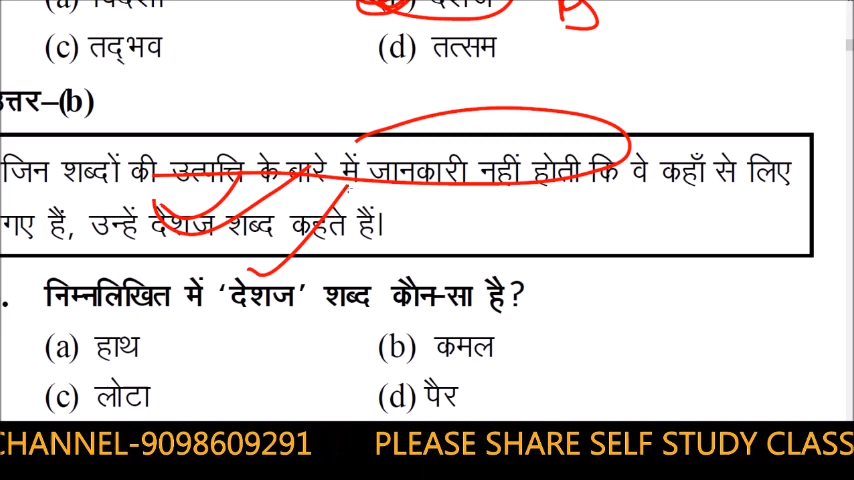 (c) तद्भव (d) तत्सम
उत्तर–(b)
जिन शब्दों की उत्पत्ति के बारे में जानकारी नहीं होती कि वे कहाँ से लिए
गए हैं, उन्हें देशज शब्द कहते हैं।
. निम्नलिखित में ‘देशज’ शब्द कौन-सा है?
(a) हाथ (b) कमल
(c) लोटा (d) पैर
CHANNEL-9098609291 PLEASE SHARE SELF STUDY CLASS